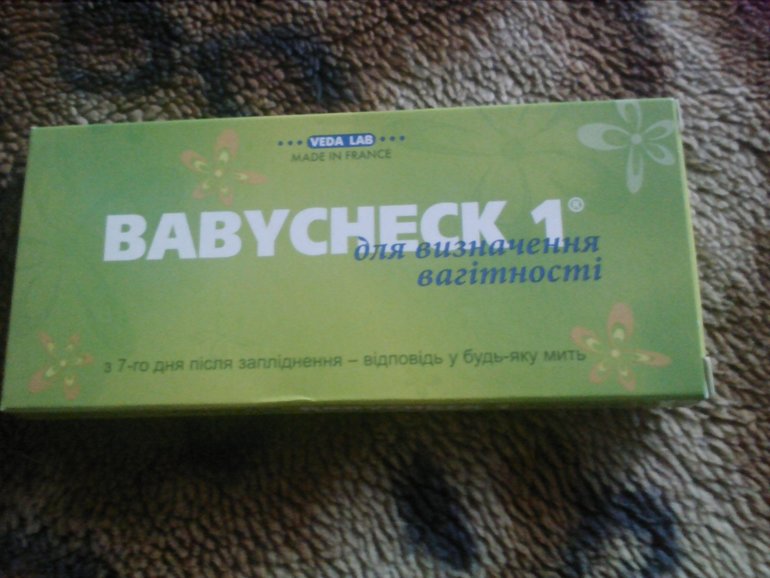 VEDA LAB
MADE IN FRANCE
BABYCHECK 1®
для визначення
вагітності
з 7-го дня після запліднення – відповідь у будь-яку мить